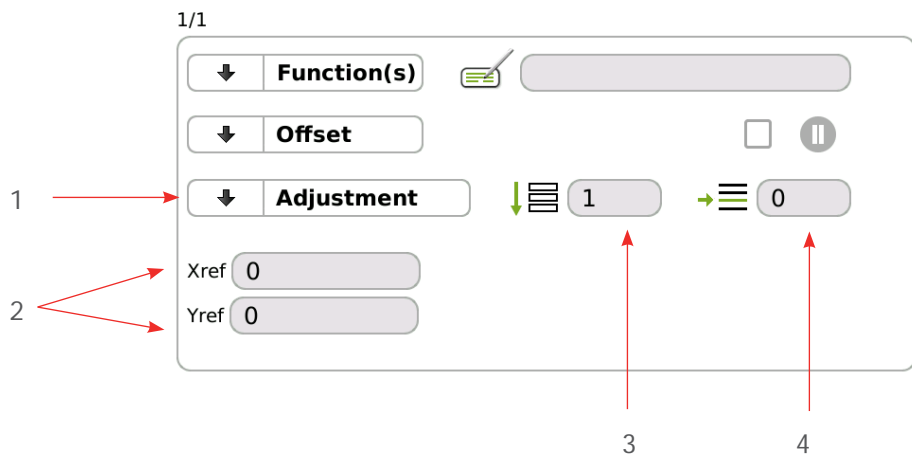 1/1
Function(s)
Offset
1 Adjustment 1 0
Xref 0
2
Yref 0
3 4